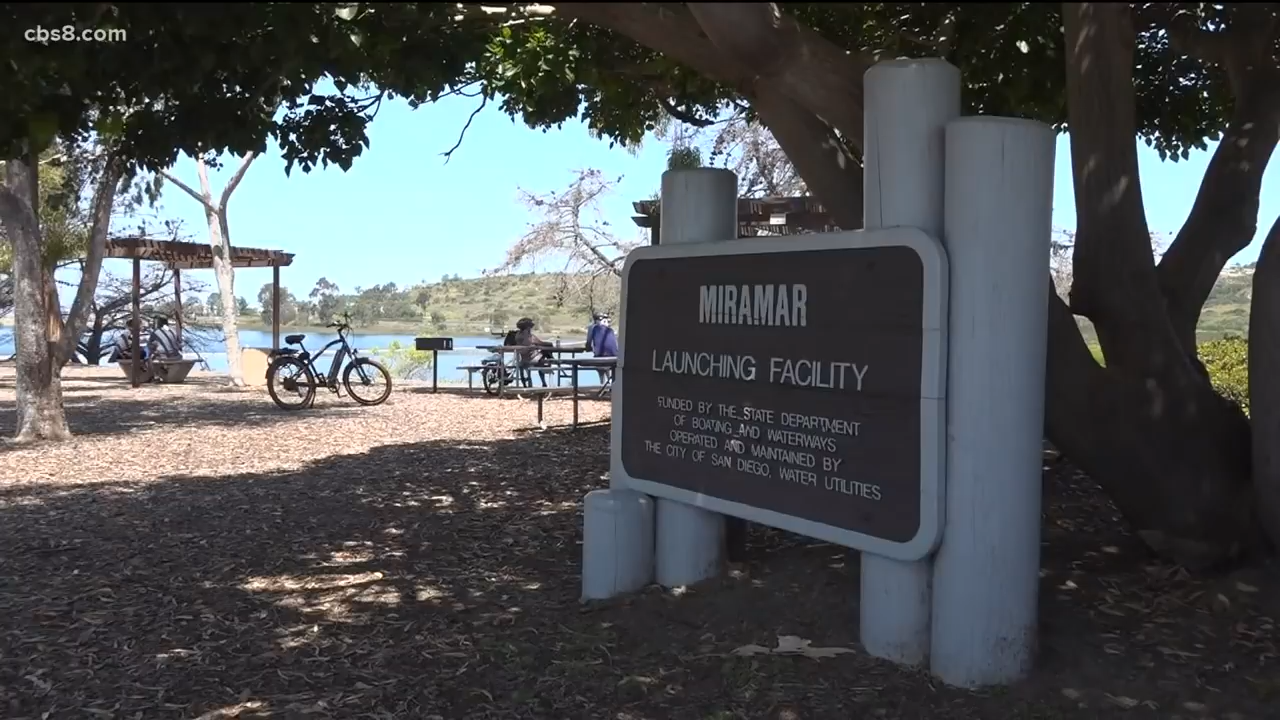 cbs8.com
MIRAMAR
LAUNCHING FACILITY
FUNDED BY THE STATE DEPARTMENT
OF BOATING AND WATERWAYS
OPERATED AND MAINTAINED BY
THE CITY OF SAN DIEGO, WATER UTILITIES